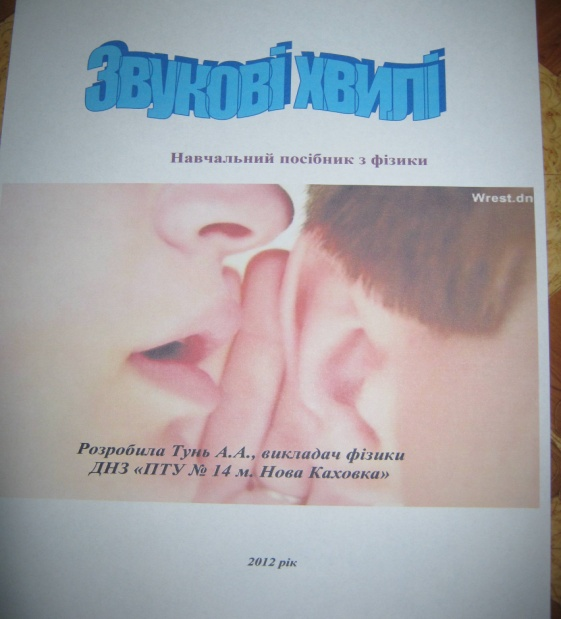 Звукові хвилі
Навчальний посібник з фізики
Wrest.dn
Розробила Тунь А.А., викладач фізики
ДНЗ «ПТУ № 14 м. Нова Каховка»
2012 рік